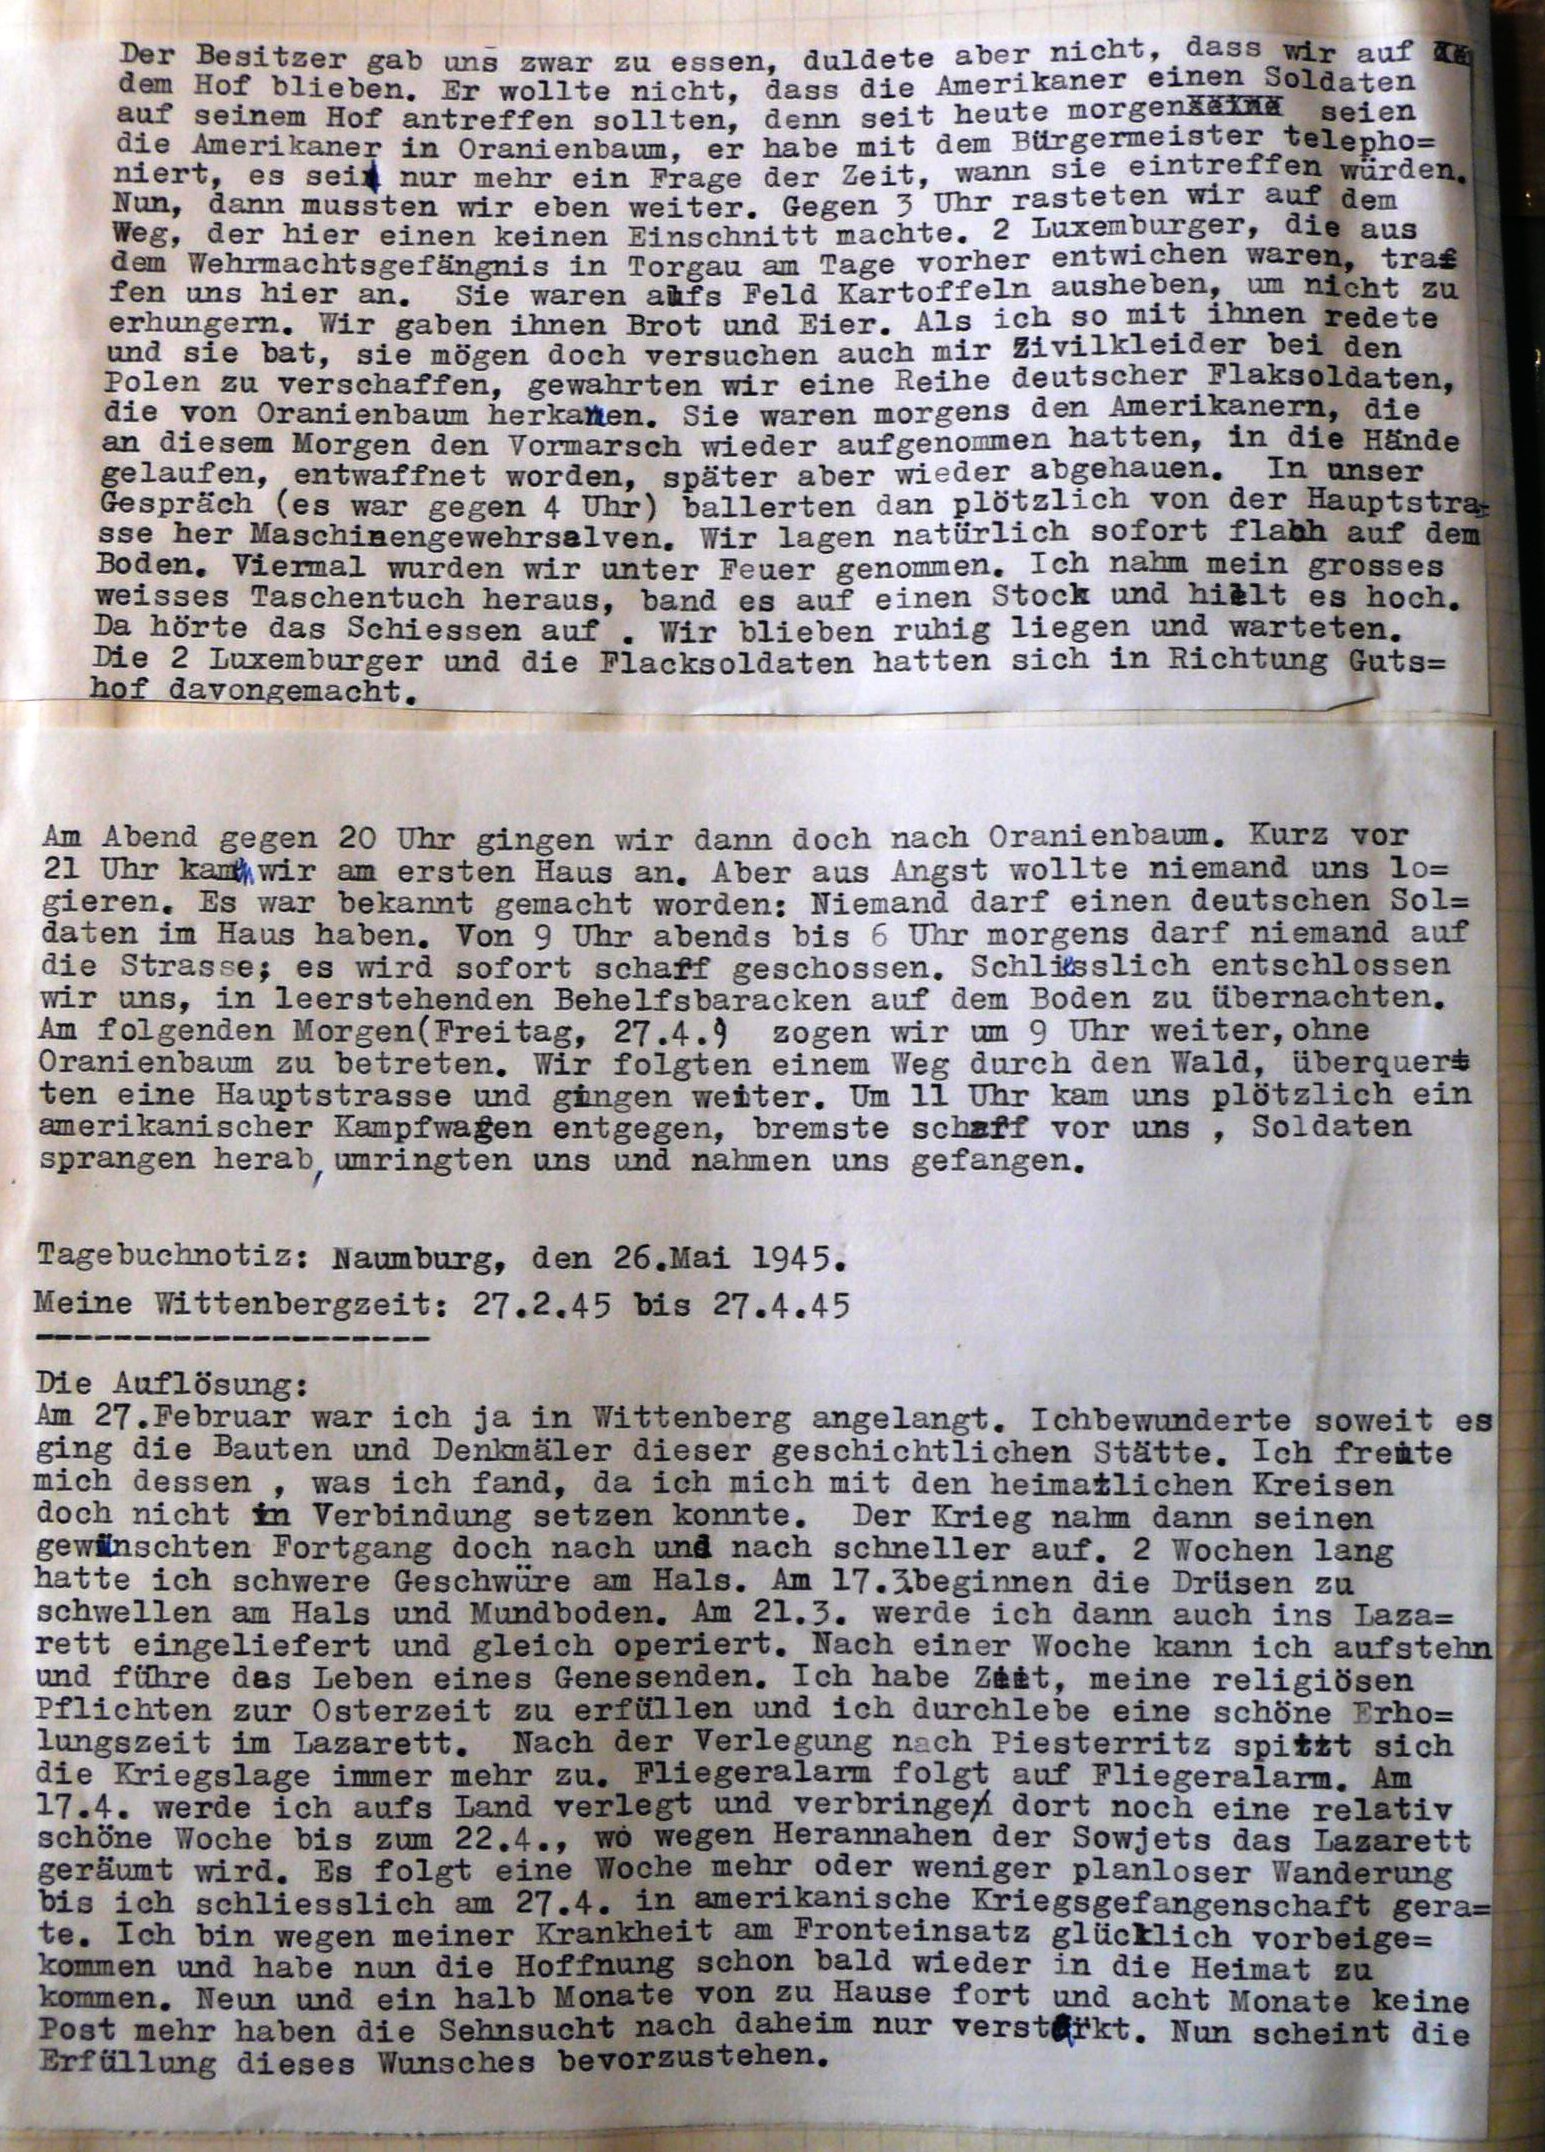 Der Besitzer gab uns zwar zu essen, duldete aber nicht, dass wir auf
dem Hof blieben. Er wollte nicht, dass die Amerikaner einen Soldaten
auf seinem Hof antreffen sollten, denn seit heute morgen seien
die Amerikaner in Oranienbaum, er habe mit dem Bürgermeister telepho=
niert, es sei nur mehr ein Frage der Zeit, wann sie eintreffen würden.
Nun, dann mussten wir eben weiter. Gegen 3 Uhr rasteten wir auf dem
Weg, der hier einen keinen Einschnitt machte. 2 Luxemburger, die aus
dem Wehrmachtsgefängnis in Torgau am Tage vorher entwichen waren, traf
fen uns hier an. Sie waren aufs Feld Kartoffeln ausheben, um nicht zu
erhungern. Wir gaben ihnen Brot und Eier. Als ich so mit ihnen redete
und sie bat, sie mögen doch versuchen auch mir Zivilkleider bei den
Polen zu verschaffen, gewahrten wir eine Reihe deutscher Flaksoldaten,
die von Oranienbaum herkamen. Sie waren morgens den Amerikanern, die
an diesem Morgen den Vormarsch wieder aufgenommen hatten, in die Hände
gelaufen, entwaffnet worden, später aber wieder abgehauen. In unser
Gespräch (es war gegen 4 Uhr) ballerten dan plötzlich von der Hauptstra=
sse her Maschinengewehrsalven. Wir lagen natürlich sofort flach auf dem
Boden. Viermal wurden wir unter Feuer genommen. Ich nahm mein grosses
weisses Taschentuch heraus, band es auf einen Stock und hielt es hoch.
Da hörte das Schiessen auf . Wir blieben ruhig liegen und warteten.
Die 2 Luxemburger und die Flacksoldaten hatten sich in Richtung Guts=
hof davongemacht.
Am Abend gegen 20 Uhr gingen wir dann doch nach Oranienbaum. Kurz vor
21 Uhr kamen wir am ersten Haus an. Aber aus Angst wollte niemand uns lo=
gieren. Es war bekannt gemacht worden: Niemand darf einen deutschen Sol=
daten im Haus haben. Von 9 Uhr abends bis 6 Uhr morgens darf niemand auf
die Strasse; es wird sofort scharf geschossen. Schliesslich entschlossen
wir uns, in leerstehenden Behelfsbaracken auf dem Boden zu übernachten.
Am folgenden Morgen(Freitag, 27.4.) zogen wir um 9 Uhr weiter, ohne
Oranienbaum zu betreten. Wir folgten einem Weg durch den Wald, überquer=
ten eine Hauptstrasse und gingen weiter. Um 11 Uhr kam uns plötzlich ein
amerikanischer Kampfwagen entgegen, bremste scharf vor uns , Soldaten
sprangen herab, umringten uns und nahmen uns gefangen.
Tagebuchnotiz: Naumburg, den 26.Mai 1945.
Meine Wittenbergzeit: 27.2.45 bis 27.4.45
--------------------
Die Auflösung:
Am 27.Februar war ich ja in Wittenberg angelangt. Ichbewunderte soweit es
ging die Bauten und Denkmäler dieser geschichtlichen Stätte. Ich freute
mich dessen , was ich fand, da ich mich mit den heimatlichen Kreisen
doch nicht in Verbindung setzen konnte. Der Krieg nahm dann seinen
gewünschten Fortgang doch nach und nach schneller auf. 2 Wochen lang
hatte ich schwere Geschwüre am Hals. Am 17.3.beginnen die Drüsen zu
schwellen am Hals und Mundboden. Am 21.3. werde ich dann auch ins Laza=
rett eingeliefert und gleich operiert. Nach einer Woche kann ich aufstehn
und führe das Leben eines Genesenden. Ich habe Zeit, meine religiösen
Pflichten zur Osterzeit zu erfüllen und ich durchlebe eine schöne Erho=
lungszeit im Lazarett. Nach der Verlegung nach Piesterritz spitzt sich
die Kriegslage immer mehr zu. Fliegeralarm folgt auf Fliegeralarm. Am
17.4. werde ich aufs Land verlegt und verbringe dort noch eine relativ
schöne Woche bis zum 22.4., wo wegen Herannahen der Sowjets das Lazarett
geräumt wird. Es folgt eine Woche mehr oder weniger planloser Wanderung
bis ich schliesslich am 27.4. in amerikanische Kriegsgefangenschaft gera=
te. Ich bin wegen meiner Krankheit am Fronteinsatz glücklich vorbeige=
kommen und habe nun die Hoffnung schon bald wieder in die Heimat zu
kommen. Neun und ein halb Monate von zu Hause fort und acht Monate keine
Post mehr haben die Sehnsucht nach daheim nur verstärkt. Nun scheint die
Erfüllung dieses Wunsches bevorzustehen.